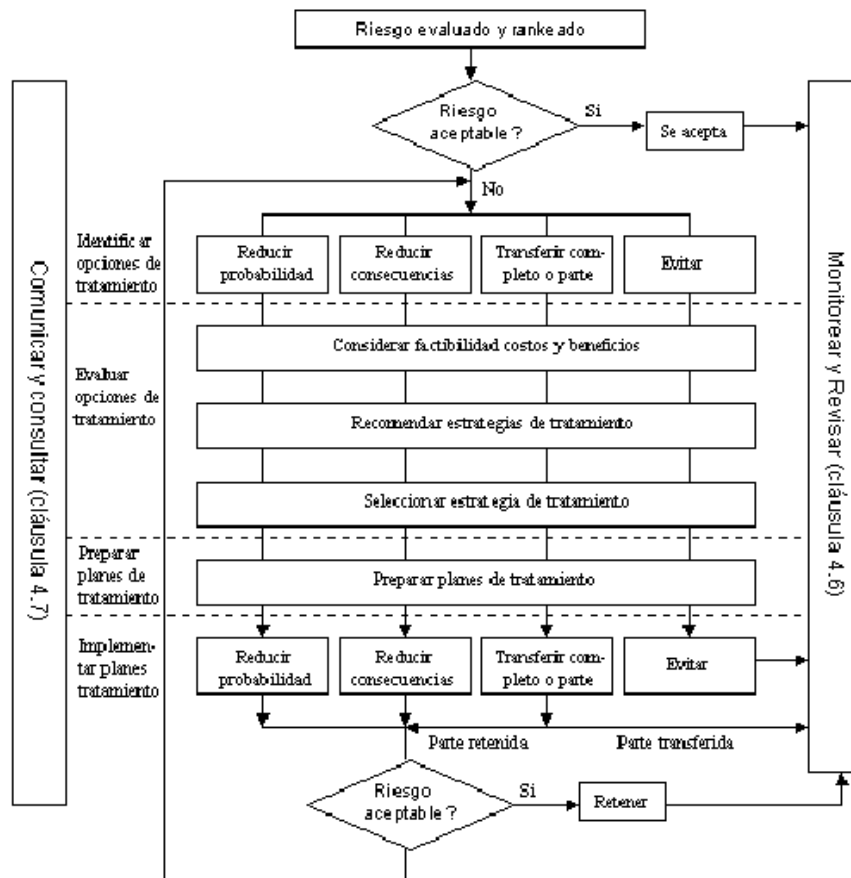 Riesgo evaluado y rankeado
Riesgo
aceptable?
Si
Se acepta
No
Comunicar y consultar (cláusula 4.7)
Monitorear y Revisar (cláusula 4.6)
Identificar
opciones de
tratamiento
Reducir
probabilidad
Reducir
consecuencias
Transferir
completo o parte
Evitar
Evaluar
opciones de
tratamiento
Considerar factibilidad costos y beneficios
Recomendar estrategias de tratamiento
Seleccionar estrategia de tratamiento
Preparar
planes de
tratamiento
Preparar planes de tratamiento
Implemen-
tar planes
tratamiento
Reducir
probabilidad
Reducir
consecuencias
Transferir com-
pleto o parte
Evitar
Parte retenida
Parte transferida
Riesgo
aceptable?
Si
Retener